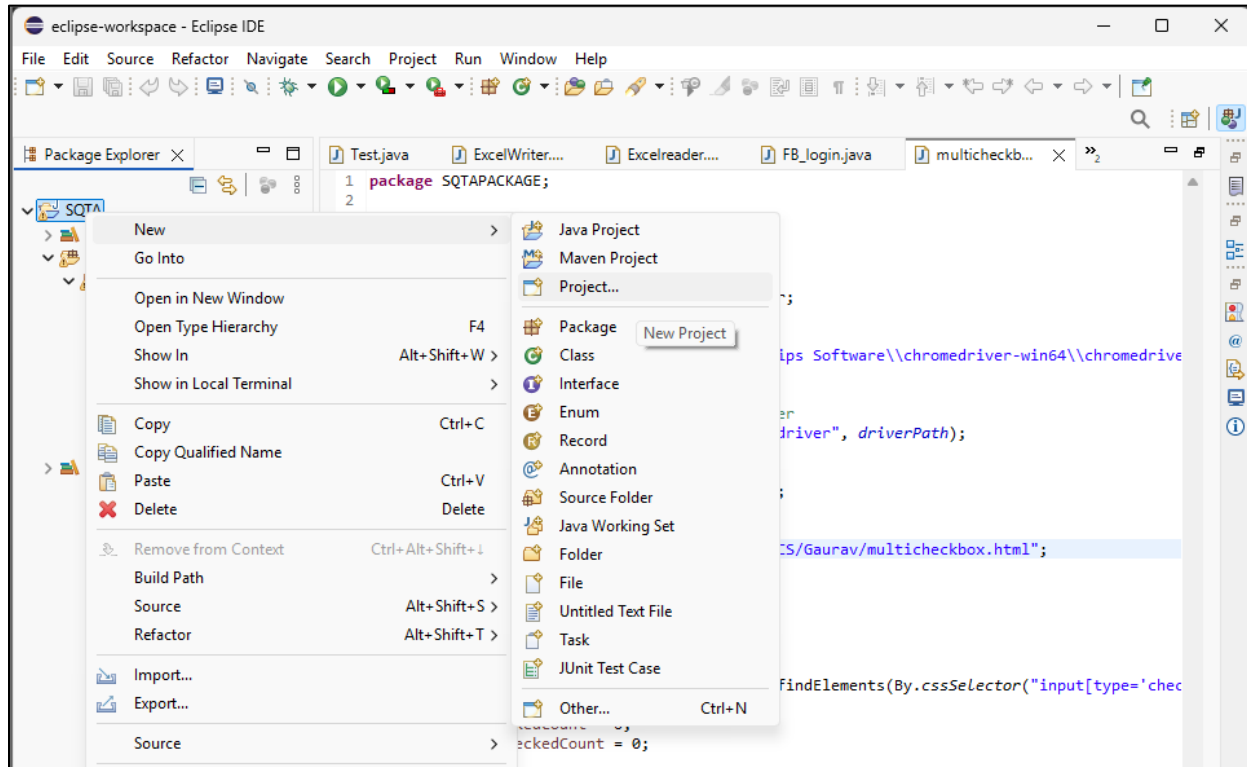 eclipse-workspace - Eclipse IDE
File Edit Source Refactor Navigate Search Project Run Window Help
Package Explorer
Test.java ExcelWriter.... Excelreader.... FB_login.java multicheckb... »2
1 package SQTAPACKAGE;
2
SQTA
New
Go Into
Open in New Window
Open Type Hierarchy F4
Show In Alt+Shift+W >
Show in Local Terminal >
Copy Ctrl+C
Copy Qualified Name
Paste Ctrl+V
Delete Delete
Remove from Context Ctrl+Alt+Shift+↓
Build Path >
Source Alt+Shift+S >
Refactor Alt+Shift+T >
Import...
Export...
Source >
Java Project
Maven Project
Project...
Package
New Project
Class
Interface
Enum
Record
Annotation
Source Folder
Java Working Set
Folder
File
Untitled Text File
Task
JUnit Test Case
Other... Ctrl+N
r;
ips Software\\chromedriver-win64\\chromedrive
er
driver", driverPath);
;
CS/Gaurav/multicheckbox.html";
findElements(By.cssSelector("input[type='chec
eckedCount = 0;